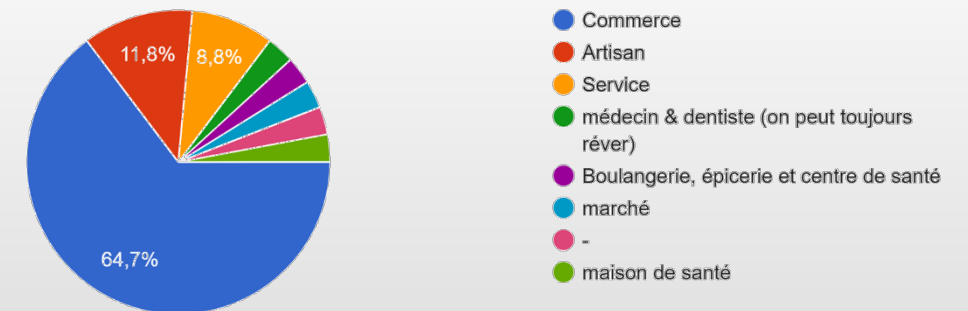 11,8%
8,8%
64,7%
Commerce
Artisan
Service
médecin & dentiste (on peut toujours
réver)
Boulangerie, épicerie et centre de santé
marché
-
maison de santé